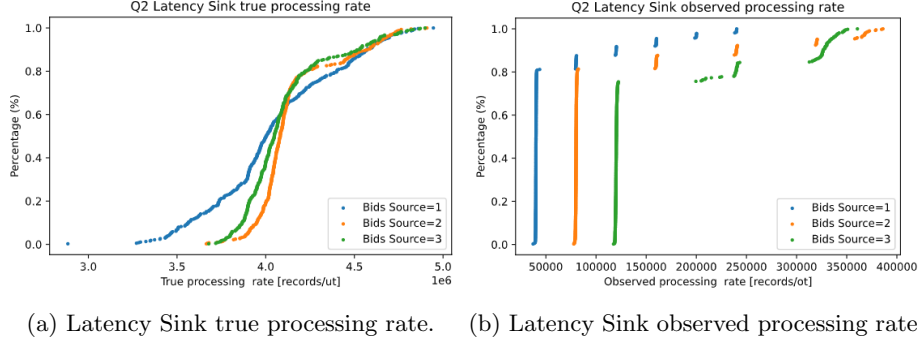 Q2 Latency Sink true processing rate
Percentage (%)
1.0
0.8
0.6
0.4
0.2
0.0
Bids Source=1
Bids Source=2
Bids Source=3
3.0 3.5 4.0 4.5 5.0
1e6
True processing rate [records/ut]
(a) Latency Sink true processing rate.
Q2 Latency Sink observed processing rate
Percentage (%)
1.0
0.8
0.6
0.4
0.2
0.0
Bids Source=1
Bids Source=2
Bids Source=3
50000 100000 150000 200000 250000 300000 350000 400000
Observed processing rate [records/ot]
(b) Latency Sink observed processing rate